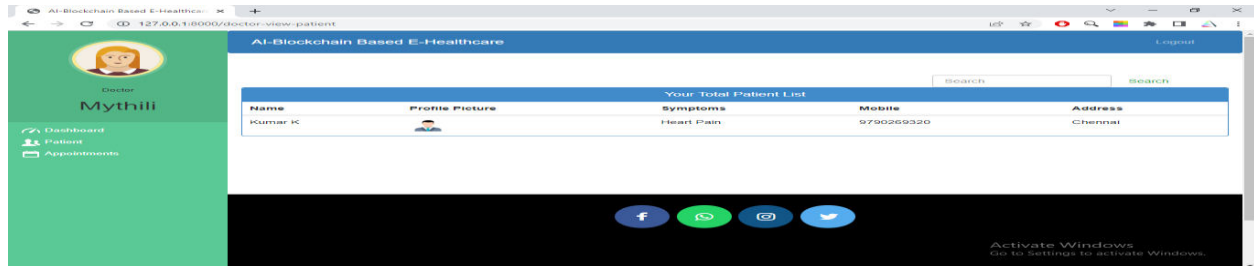 AI-Blockchain Based E-Healthcar
127.0.0.1:8000/doctor-view-patient
AI-Blockchain Based E-Healthcare
Logout
Doctor
Mythili
Dashboard
Patient
Appointments
Search Search
Your Total Patient List
Name Profile Picture Symptoms Mobile Address
Kumar K Heart Pain 9790269320 Chennai
Activate Windows
Go to Settings to activate Windows.